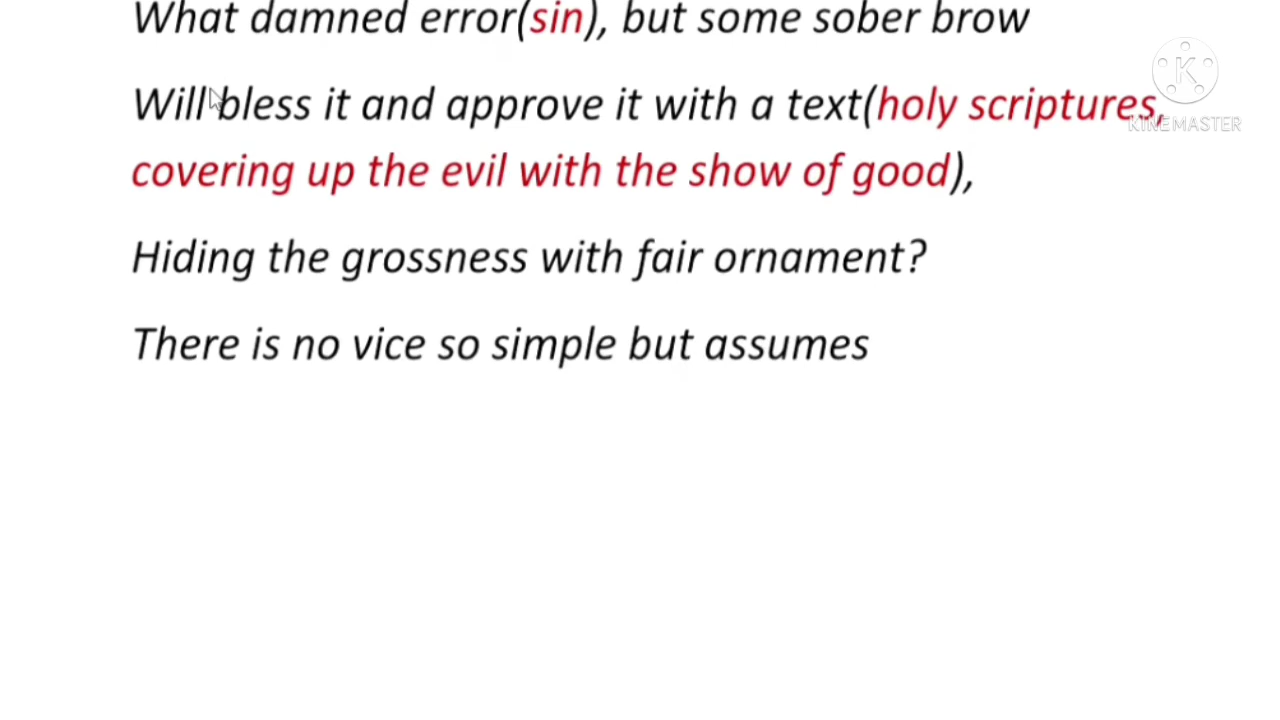 What damned error(sin), but some sober brow
Will bless it and approve it with a text(holy scriptures,
KINEMASTER
covering up the evil with the show of good),
Hiding the grossness with fair ornament?
There is no vice so simple but assumes